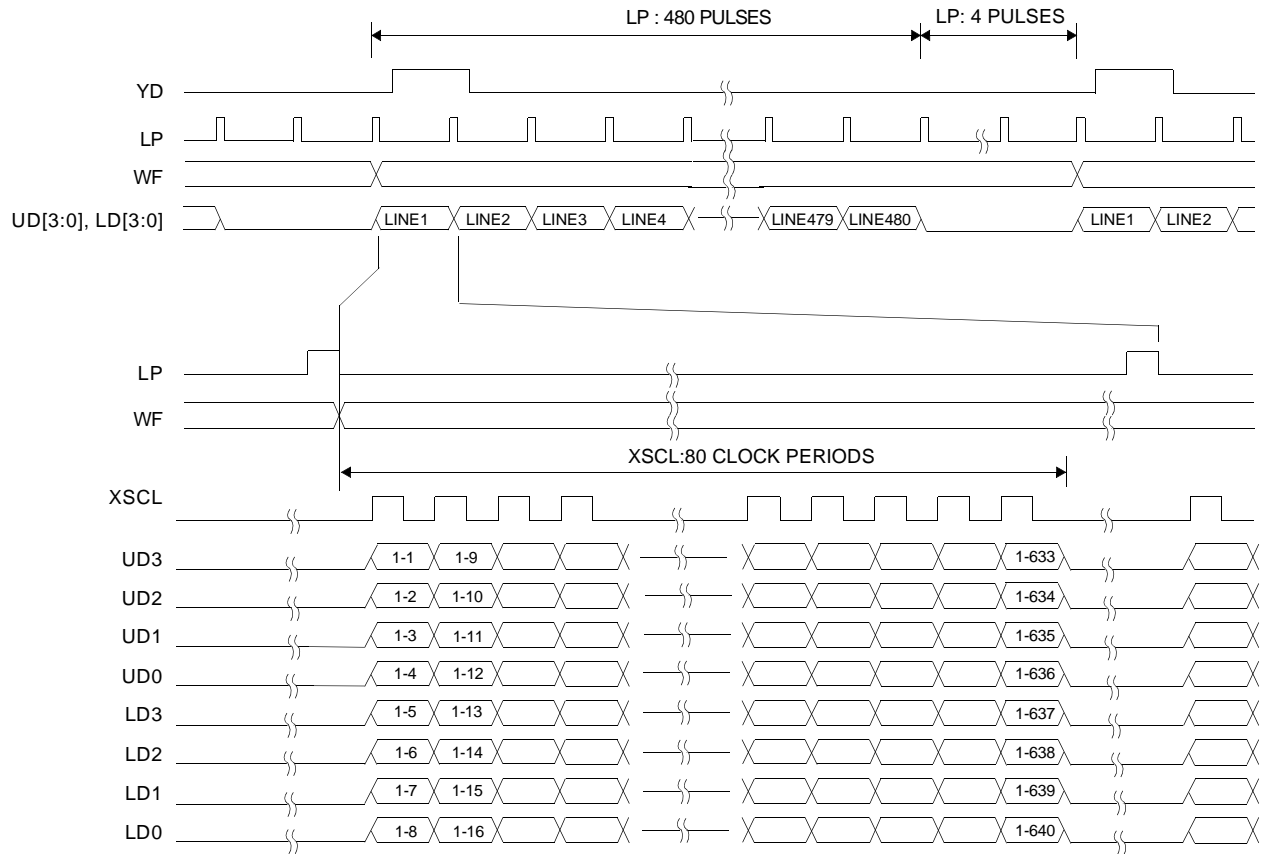 LP : 480 PULSES LP: 4 PULSES
YD
LP
WF
UD[3:0], LD[3:0] LINE1 LINE2 LINE3 LINE4 LINE479 LINE480 LINE1 LINE2
LP
WF
XSCL:80 CLOCK PERIODS
XSCL
UD3 1-1 1-9 1-633
UD2 1-2 1-10 1-634
UD1 1-3 1-11 1-635
UD0 1-4 1-12 1-636
LD3 1-5 1-13 1-637
LD2 1-6 1-14 1-638
LD1 1-7 1-15 1-639
LD0 1-8 1-16 1-640